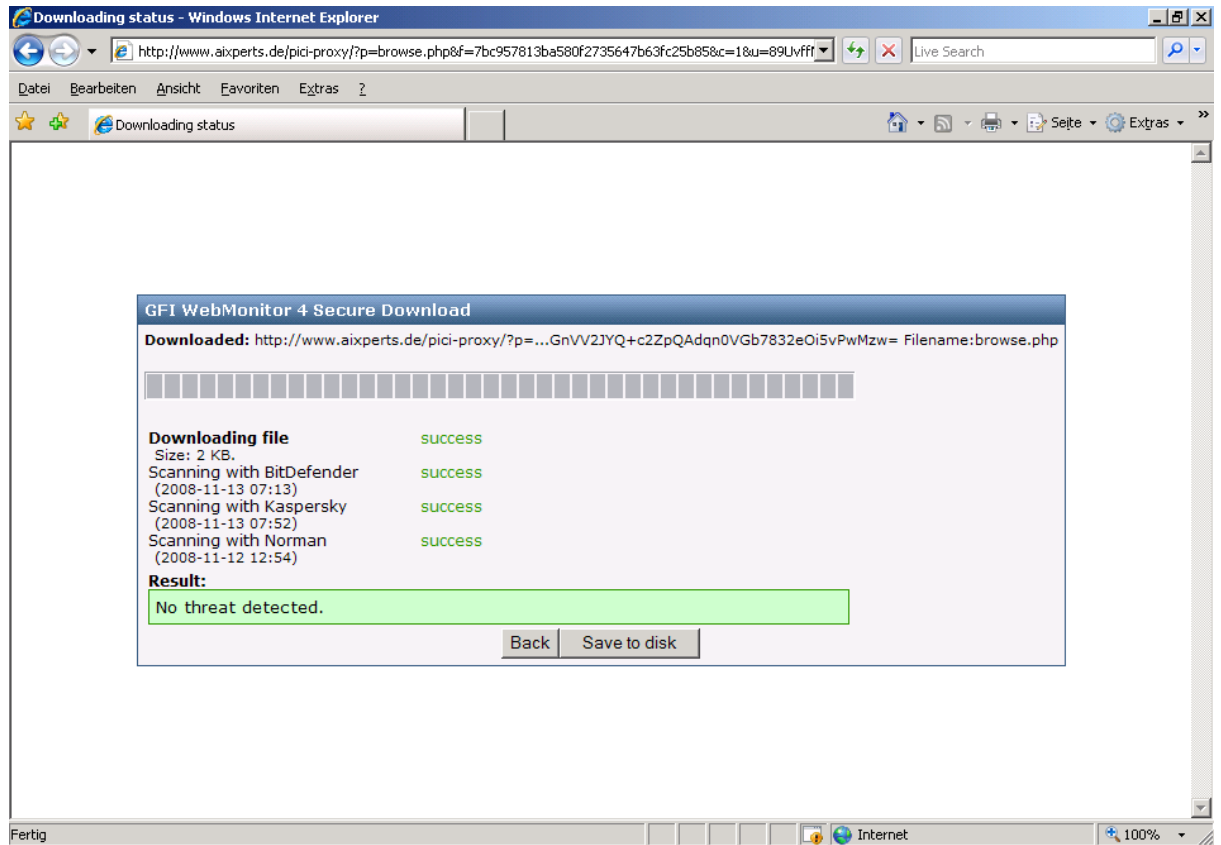 Downloading status - Windows Internet Explorer
http://www.aixperts.de/pici-proxy/?p=browse.php&f=7bc957813ba580f2735647b63fc25b85&c=1&u=89Uvfff
Live Search
Datei Bearbeiten Ansicht Favoriten Extras ?
Downloading status
Seite Extras »
GFI WebMonitor 4 Secure Download
Downloaded: http://www.aixperts.de/pici-proxy/?p=...GnVV2JYQ+c2ZpQAdqn0VGb7832eOi5vPwMzw= Filename:browse.php
Downloading file success
Size: 2 KB.
Scanning with BitDefender success
(2008-11-13 07:13)
Scanning with Kaspersky success
(2008-11-13 07:52)
Scanning with Norman success
(2008-11-12 12:54)
Result:
No threat detected.
Back Save to disk
Fertig Internet 100%